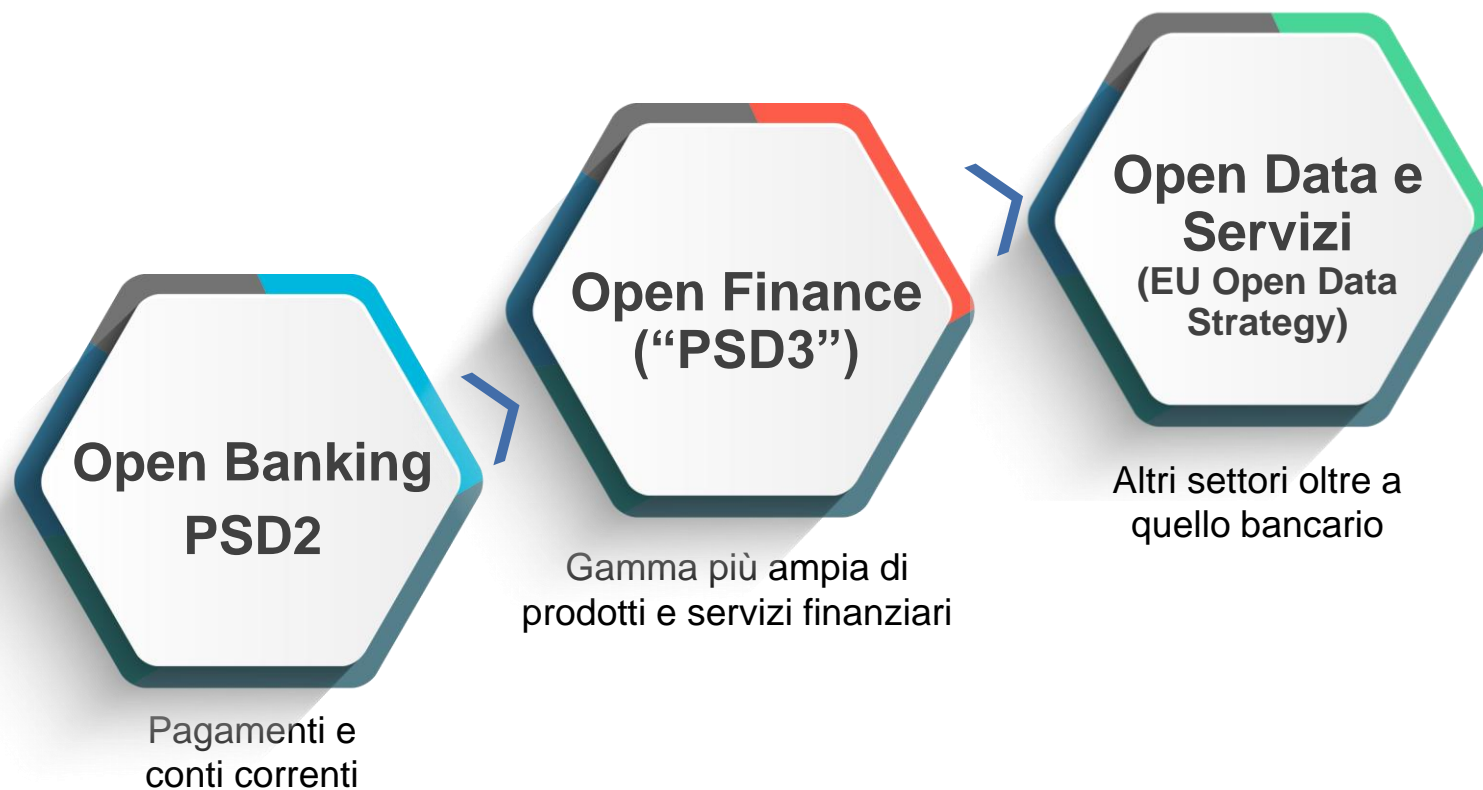 Open Banking
PSD2
Pagamenti e
conti correnti
Open Finance
(“PSD3”)
Gamma più ampia di
prodotti e servizi finanziari
Open Data e
Servizi
(EU Open Data
Strategy)
Altri settori oltre a
quello bancario